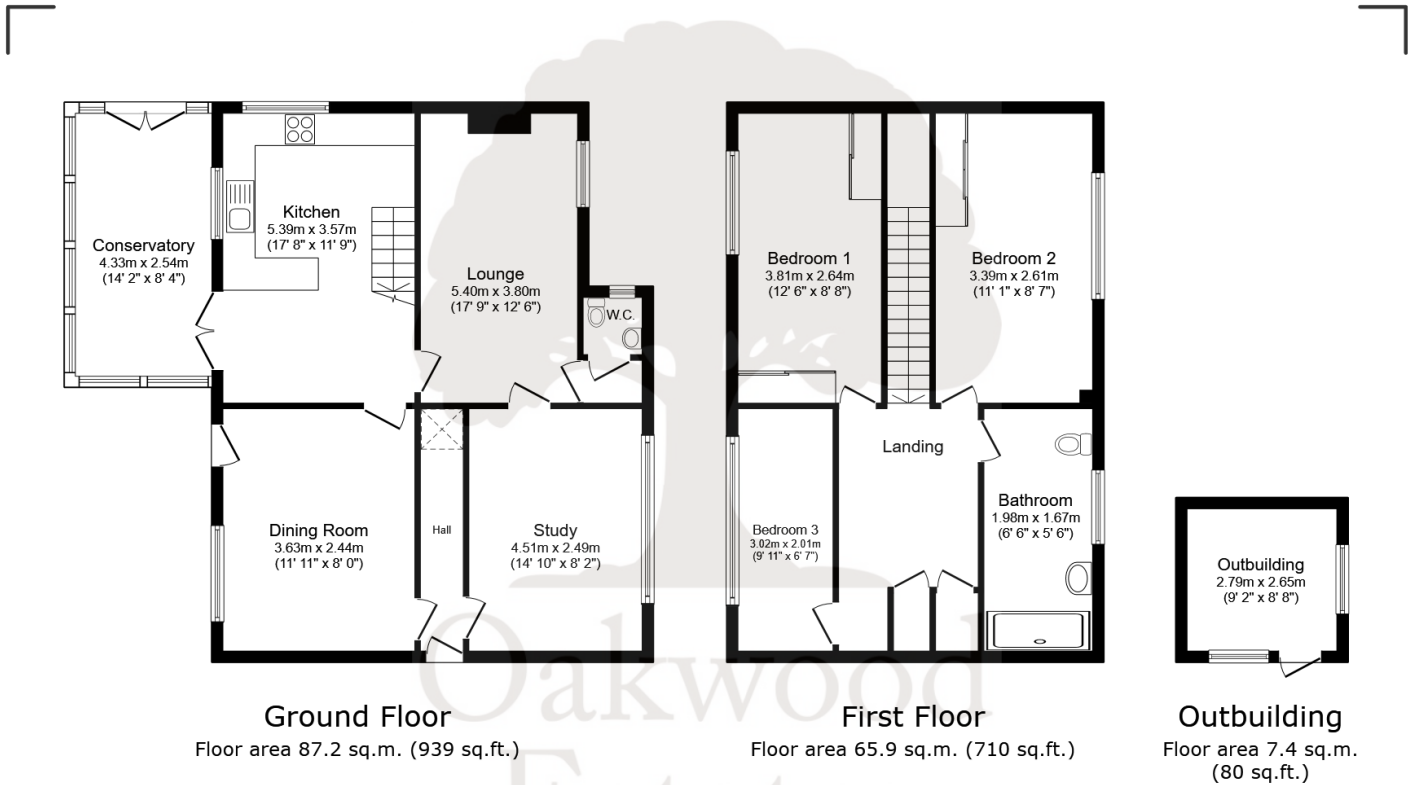 Conservatory
4.33m x 2.54m
(14' 2" x 8' 4")
Kitchen
5.39m x 3.57m
(17' 8" x 11' 9")
Lounge
5.40m x 3.80m
(17' 9" x 12' 6")
W.C.
Dining Room
3.63m x 2.44m
(11' 11" x 8' 0")
Hall
Study
4.51m x 2.49m
(14' 10" x 8' 2")
Bedroom 1
3.81m x 2.64m
(12' 6" x 8' 8")
Bedroom 2
3.39m x 2.61m
(11' 1" x 8' 7")
Landing
Bedroom 3
3.02m x 2.01m
(9' 11" x 6' 7")
Bathroom
1.98m x 1.67m
(6' 6" x 5' 6")
Outbuilding
2.79m x 2.65m
(9' 2" x 8' 8")
Oakwood
Ground Floor
Floor area 87.2 sq.m. (939 sq.ft.)
First Floor
Floor area 65.9 sq.m. (710 sq.ft.)
Outbuilding
Floor area 7.4 sq.m.
(80 sq.ft.)